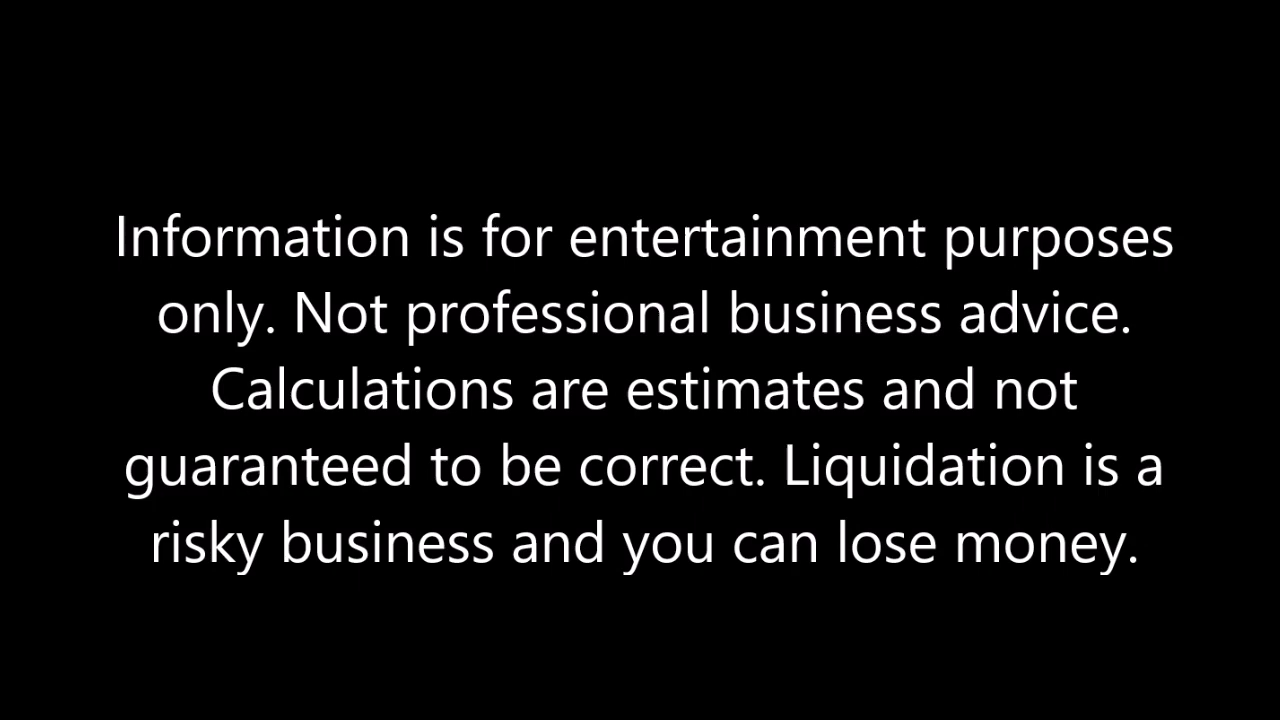 Information is for entertainment purposes
only. Not professional business advice.
Calculations are estimates and not
guaranteed to be correct. Liquidation is a
risky business and you can lose money.